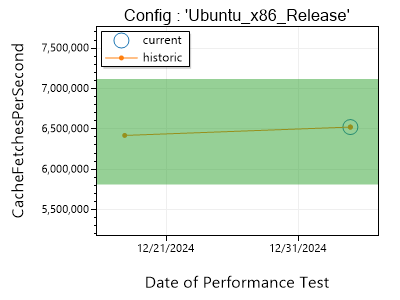 Config : 'Ubuntu_x86_Release'
current
historic
CacheFetchesPerSecond
7,500,000
7,000,000
6,500,000
6,000,000
5,500,000
12/21/2024
12/31/2024
Date of Performance Test